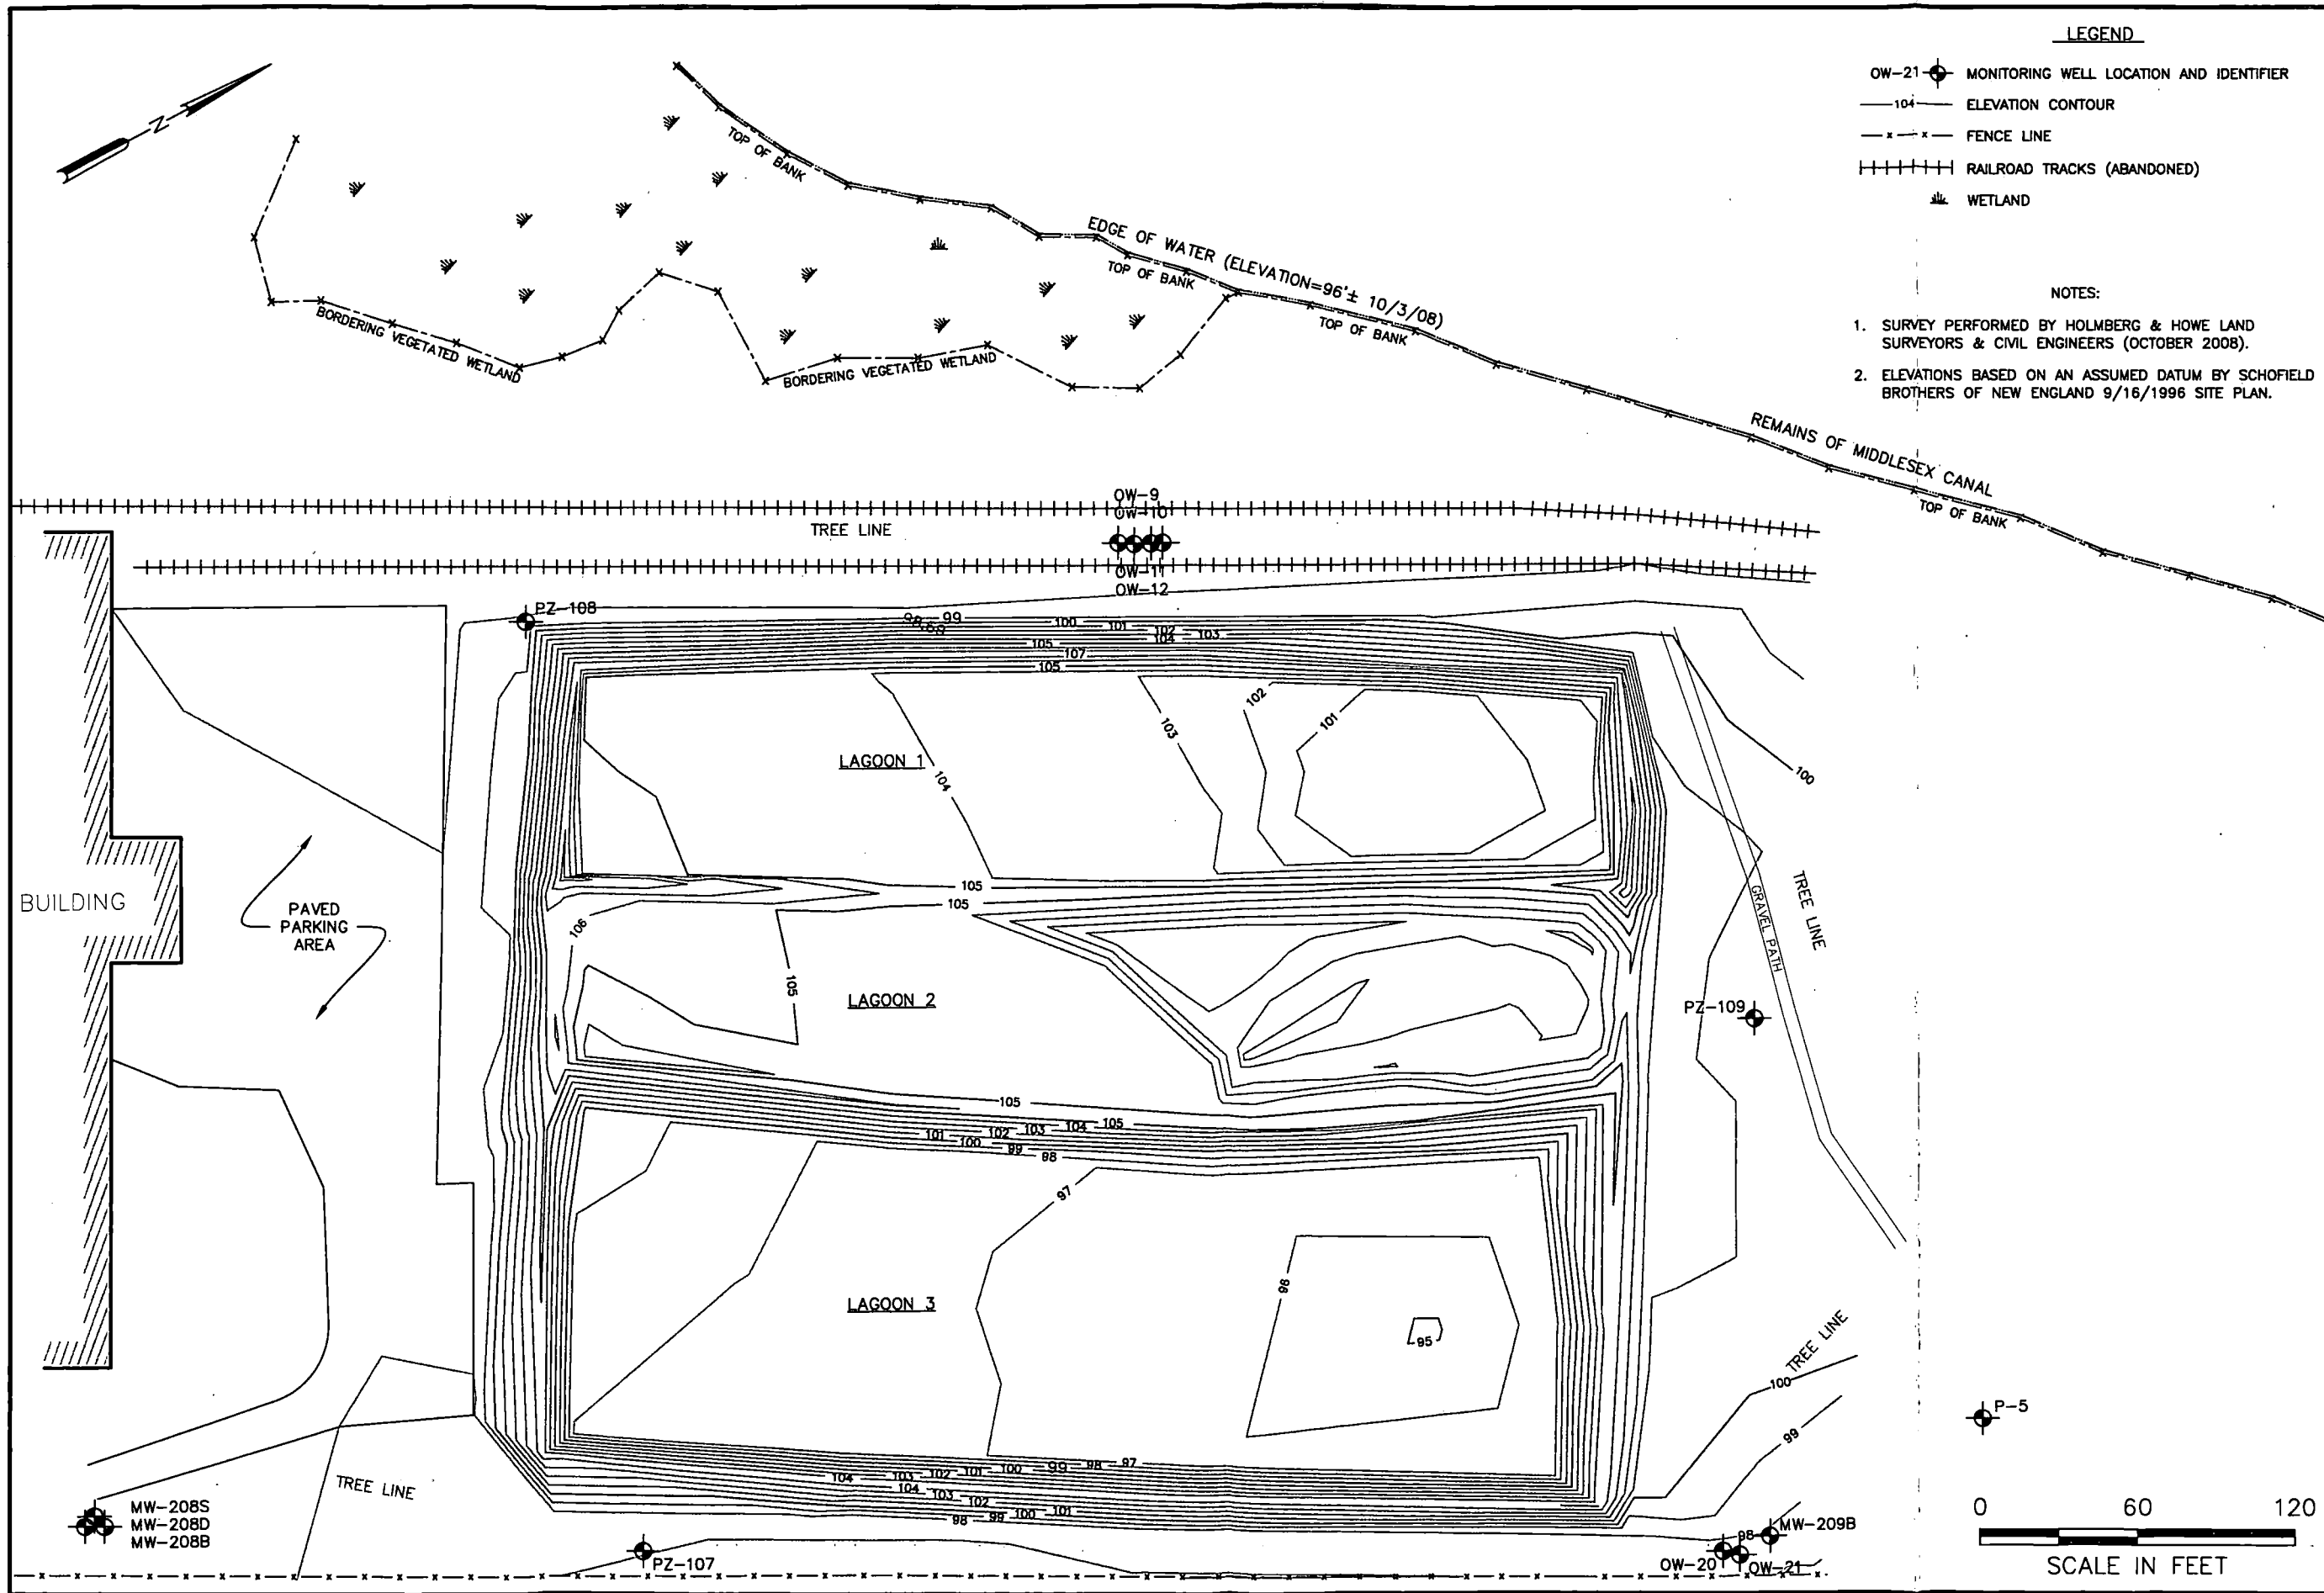 LEGEND
OW-21 MONITORING WELL LOCATION AND IDENTIFIER
104 ELEVATION CONTOUR
x x FENCE LINE
RAILROAD TRACKS (ABANDONED)
WETLAND
NOTES:
1. SURVEY PERFORMED BY HOLMBERG & HOWE LAND
SURVEYORS & CIVIL ENGINEERS (OCTOBER 2008).
2. ELEVATIONS BASED ON AN ASSUMED DATUM BY SCHOFIELD
BROTHERS OF NEW ENGLAND 9/16/1996 SITE PLAN.
N
TOP OF BANK
EDGE OF WATER (ELEVATION=96'± 10/3/08)
TOP OF BANK
TOP OF BANK
BORDERING VEGETATED WETLAND
BORDERING VEGETATED WETLAND
REMAINS OF MIDDLESEX CANAL
TOP OF BANK
OW-9
OW-10
TREE LINE
OW-11
OW-12
PZ-108
98.69
99
100
101
102
103
104
105
107
105
102
101
103
100
LAGOON 1
104
105
105
BUILDING
PAVED
PARKING
AREA
106
105
LAGOON 2
TREE LINE
GRAVEL PATH
PZ-109
105
105
104
103
102
101
100
99
98
97
96
LAGOON 3
95
TREE LINE
100
99
P-5
104
103
102
101
100
99
98
97
104
103
102
101
100
99
98
TREE LINE
MW-208S
MW-208D
MW-208B
PZ-107
98
MW-209B
OW-20
OW-21
0 60 120
SCALE IN FEET